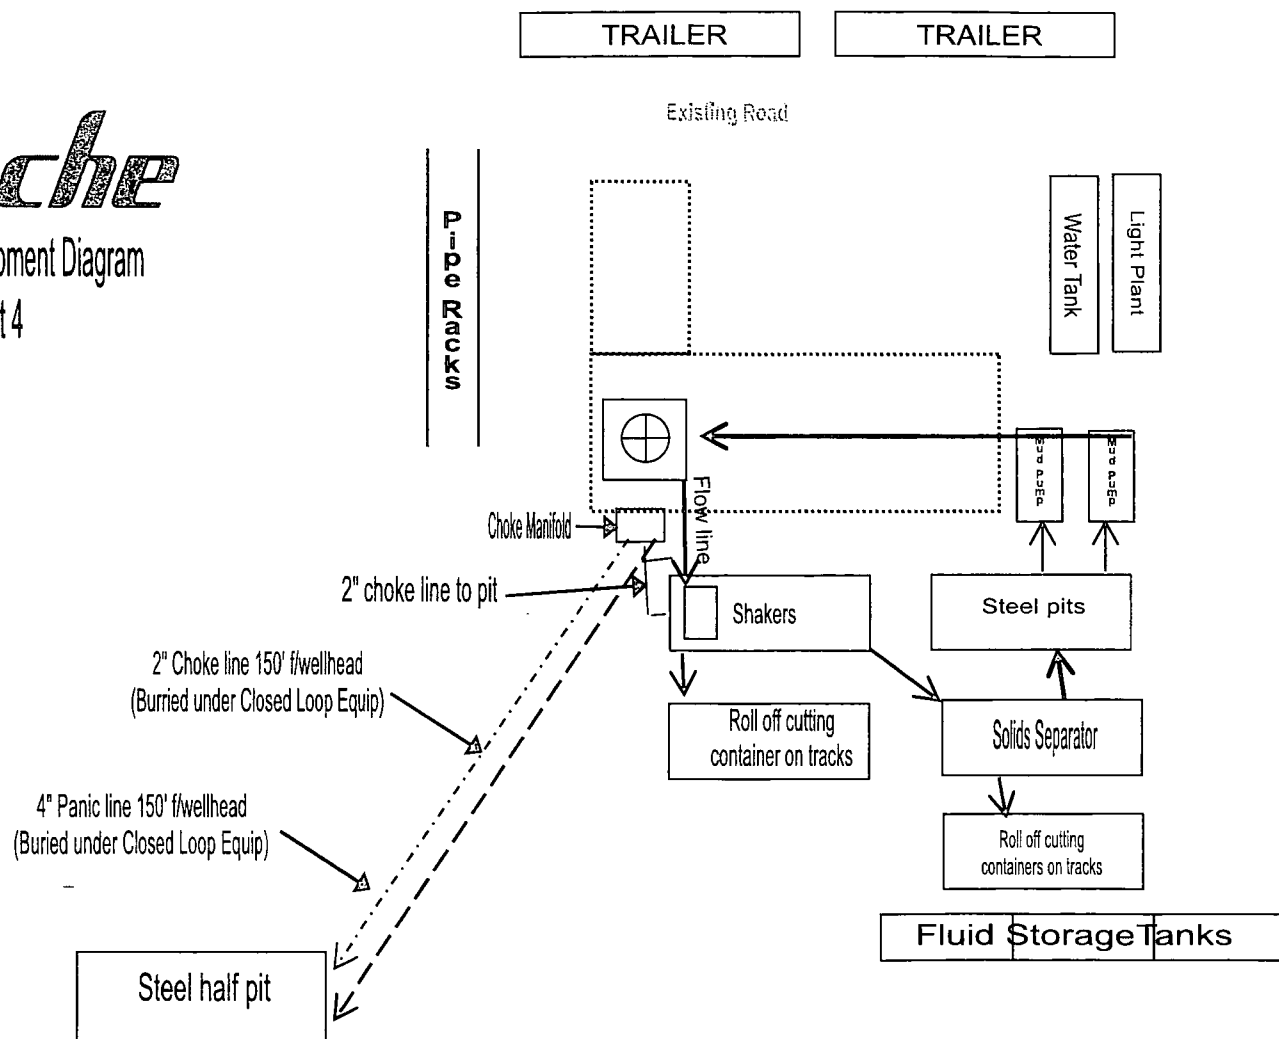 TRAILER
TRAILER
Existing Road
che
oment Diagram
t 4
Pipe Racks
Water Tank
Light Plant
Mud Pump
Mud Pump
Flow line
Choke Manifold
2" choke line to pit
Shakers
Steel pits
2" Choke line 150' f/wellhead
(Burried under Closed Loop Equip)
Roll off cutting
container on tracks
Solids Separator
4" Panic line 150' f/wellhead
(Buried under Closed Loop Equip)
Roll off cutting
containers on tracks
Fluid StorageTanks
Steel half pit